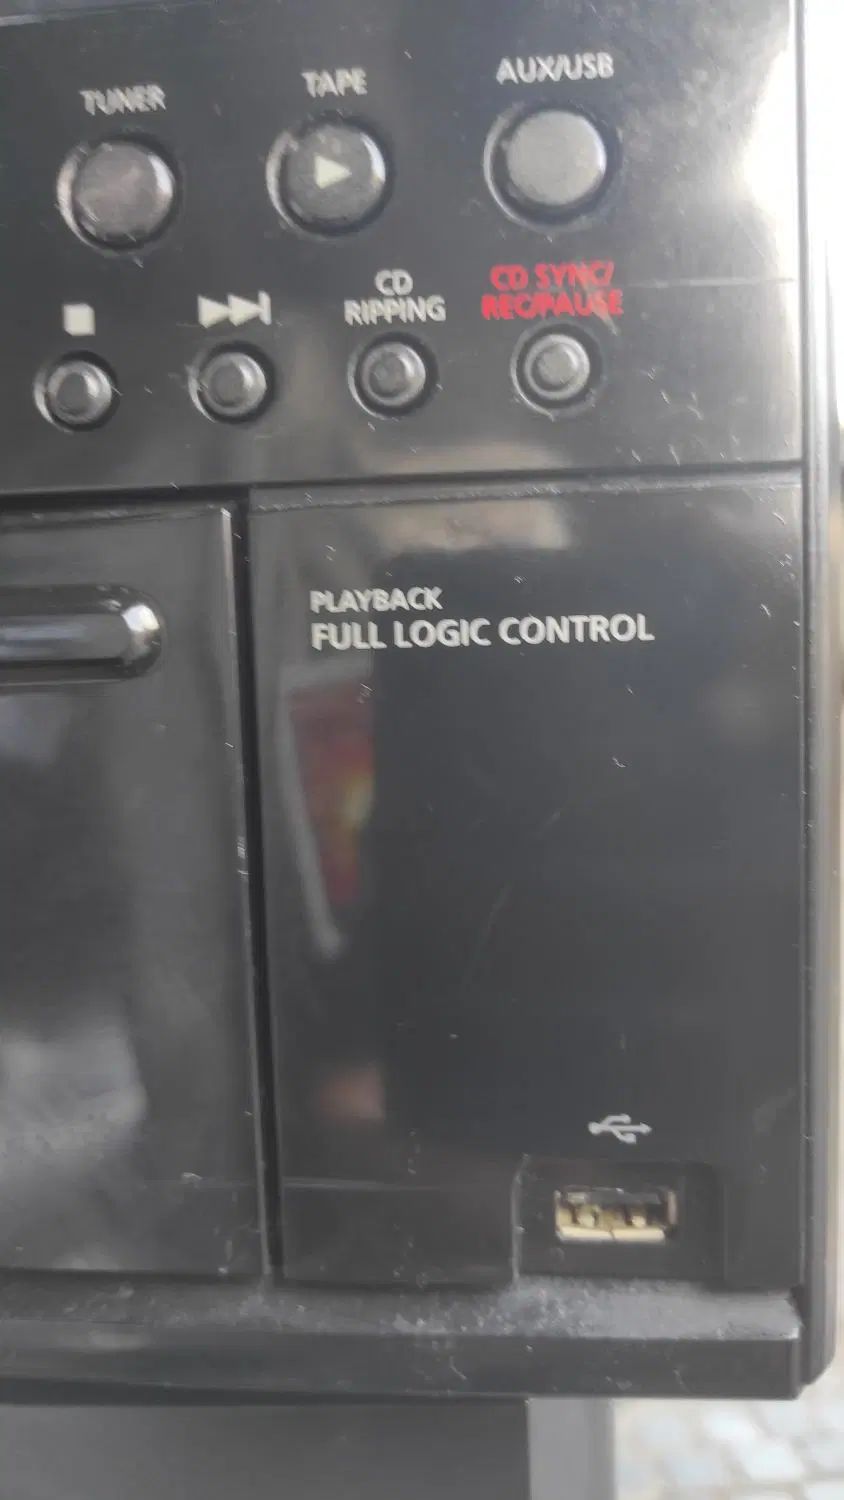 TUNER
TAPE
AUX/USB
CD
RIPPING
CD SYNC/
REC/PAUSE
PLAYBACK
FULL LOGIC CONTROL